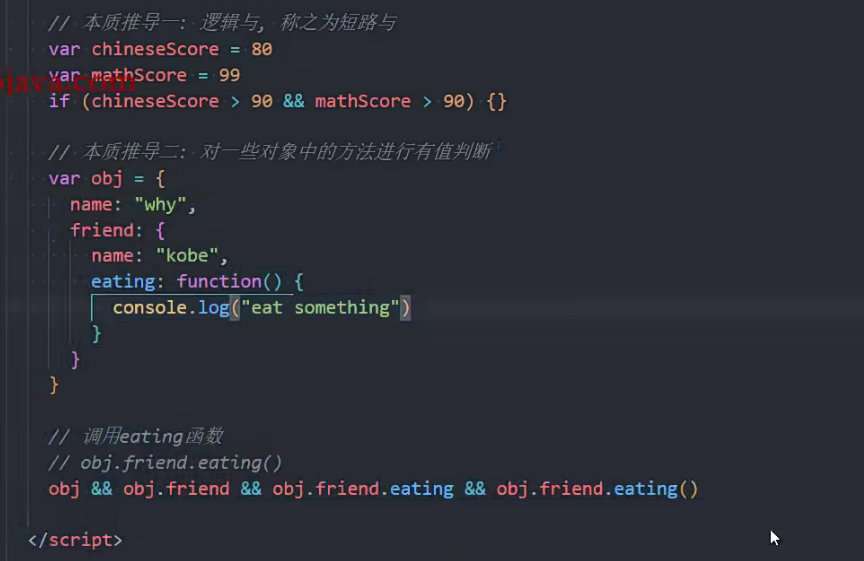 // 本质推导一: 逻辑与, 称之为短路与
var chineseScore = 80
var mathScore = 99
if (chineseScore > 90 && mathScore > 90) {}
// 本质推导二: 对一些对象中的方法进行有值判断
var obj = {
name: "why",
friend: {
name: "kobe",
eating: function() {
console.log("eat something")
}
}
}
// 调用eating函数
// obj.friend.eating()
obj && obj.friend && obj.friend.eating && obj.friend.eating()
</script>